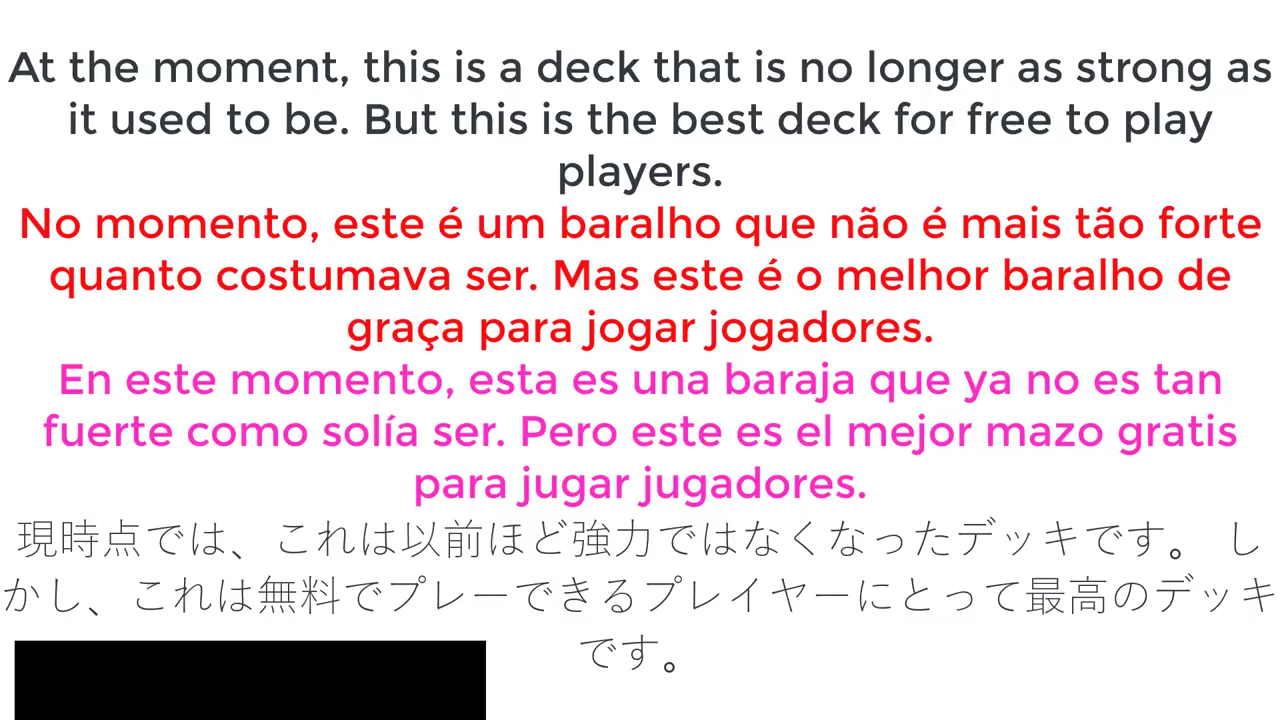 At the moment, this is a deck that is no longer as strong as
it used to be. But this is the best deck for free to play
players.
No momento, este é um baralho que não é mais tão forte
quanto costumava ser. Mas este é o melhor baralho de
graça para jogar jogadores.
En este momento, esta es una baraja que ya no es tan
fuerte como solía ser. Pero este es el mejor mazo gratis
para jugar jugadores.
現時点では、これは以前ほど強力ではなくなったデッキです。 し
かし、これは無料でプレーできるプレイヤーにとって最高のデッキ
です。